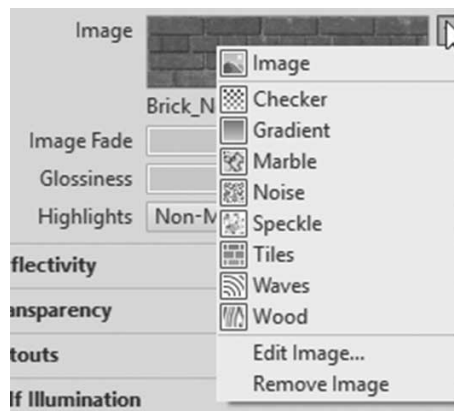 Image
Image
Brick_N
Checker
Gradient
Image Fade
Marble
Glossiness
Noise
Highlights
Non-M
Speckle
Tiles
flectivity
Waves
ansparency
Wood
touts
Edit Image...
Remove Image
lf Illumination